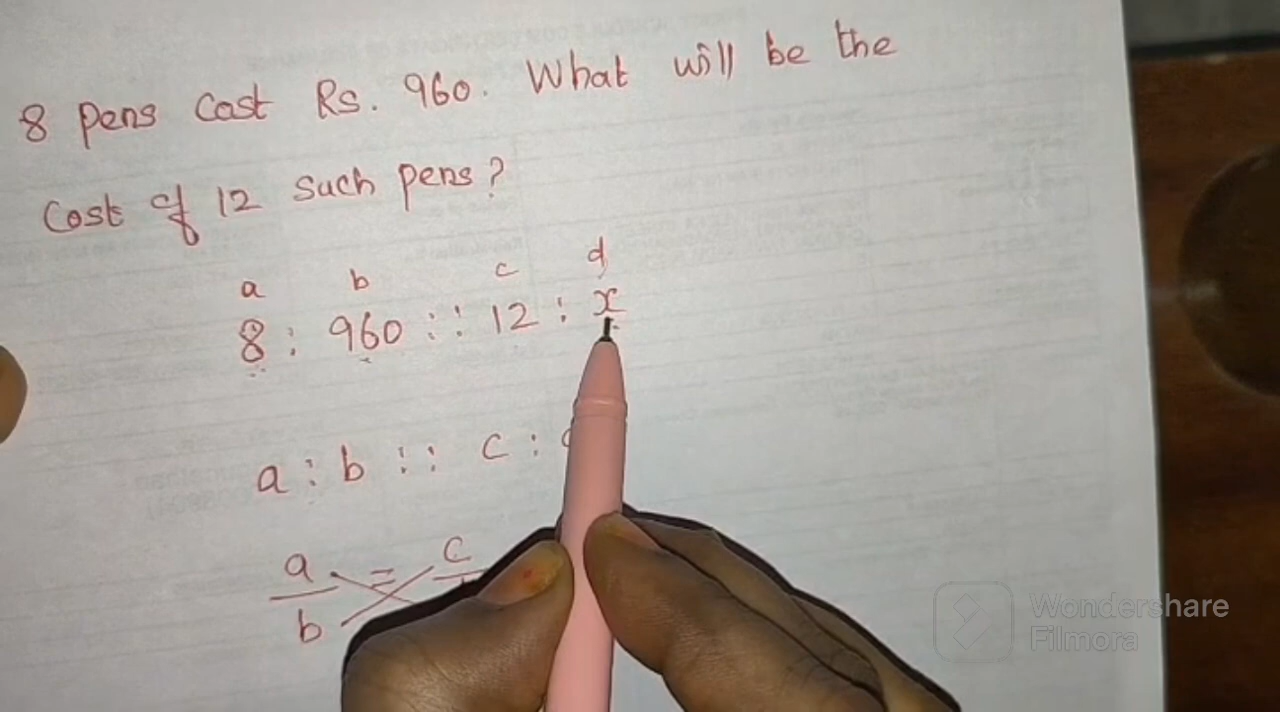 8 pens cost Rs. 960. What will be the
Cost of 12 such pens?
a b c d
8 : 960 :: 12 : x
a : b :: c :
a = c
b
Wondershare
Filmora